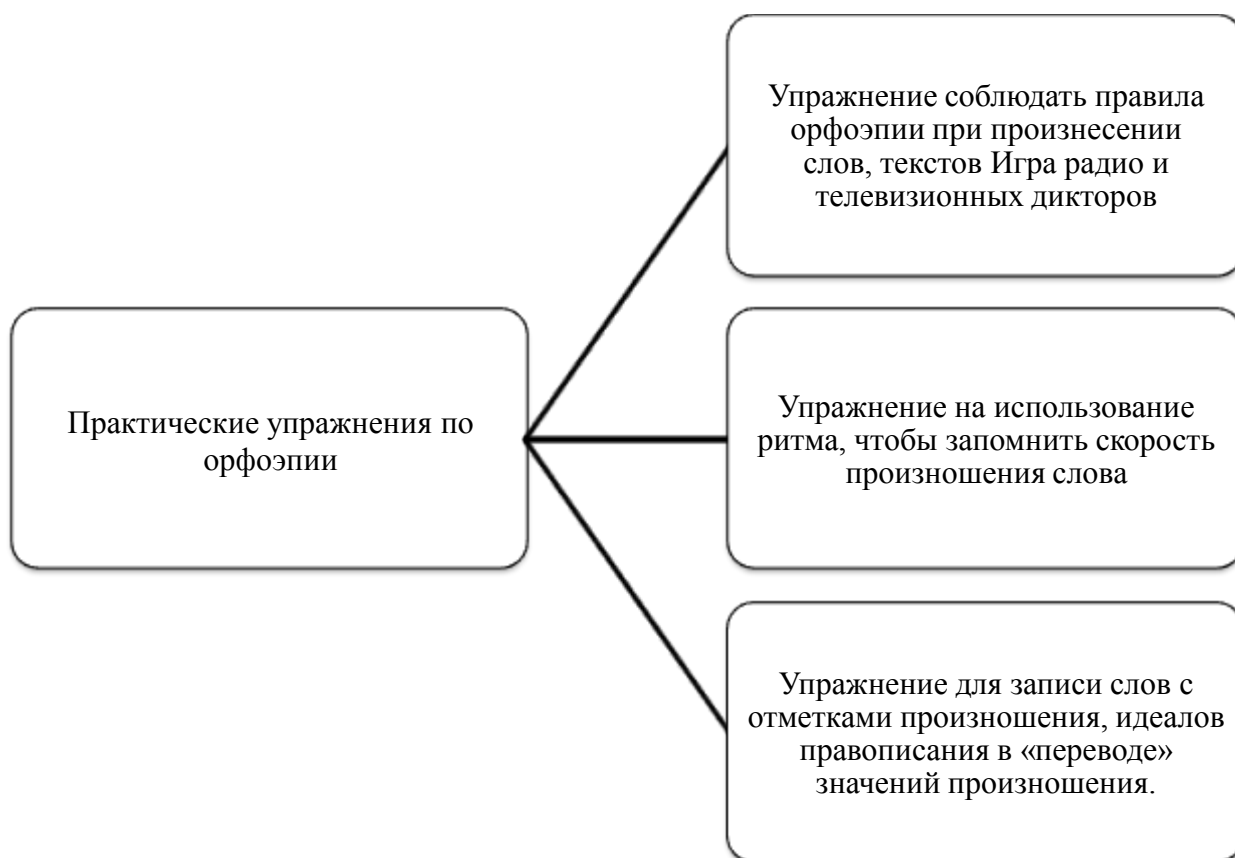 Практические упражнения по
орфоэпии
Упражнение соблюдать правила
орфоэпии при произнесении
слов, текстов Игра радио и
телевизионных дикторов
Упражнение на использование
ритма, чтобы запомнить скорость
произношения слова
Упражнение для записи слов с
отметками произношения, идеалов
правописания в «переводе»
значений произношения.